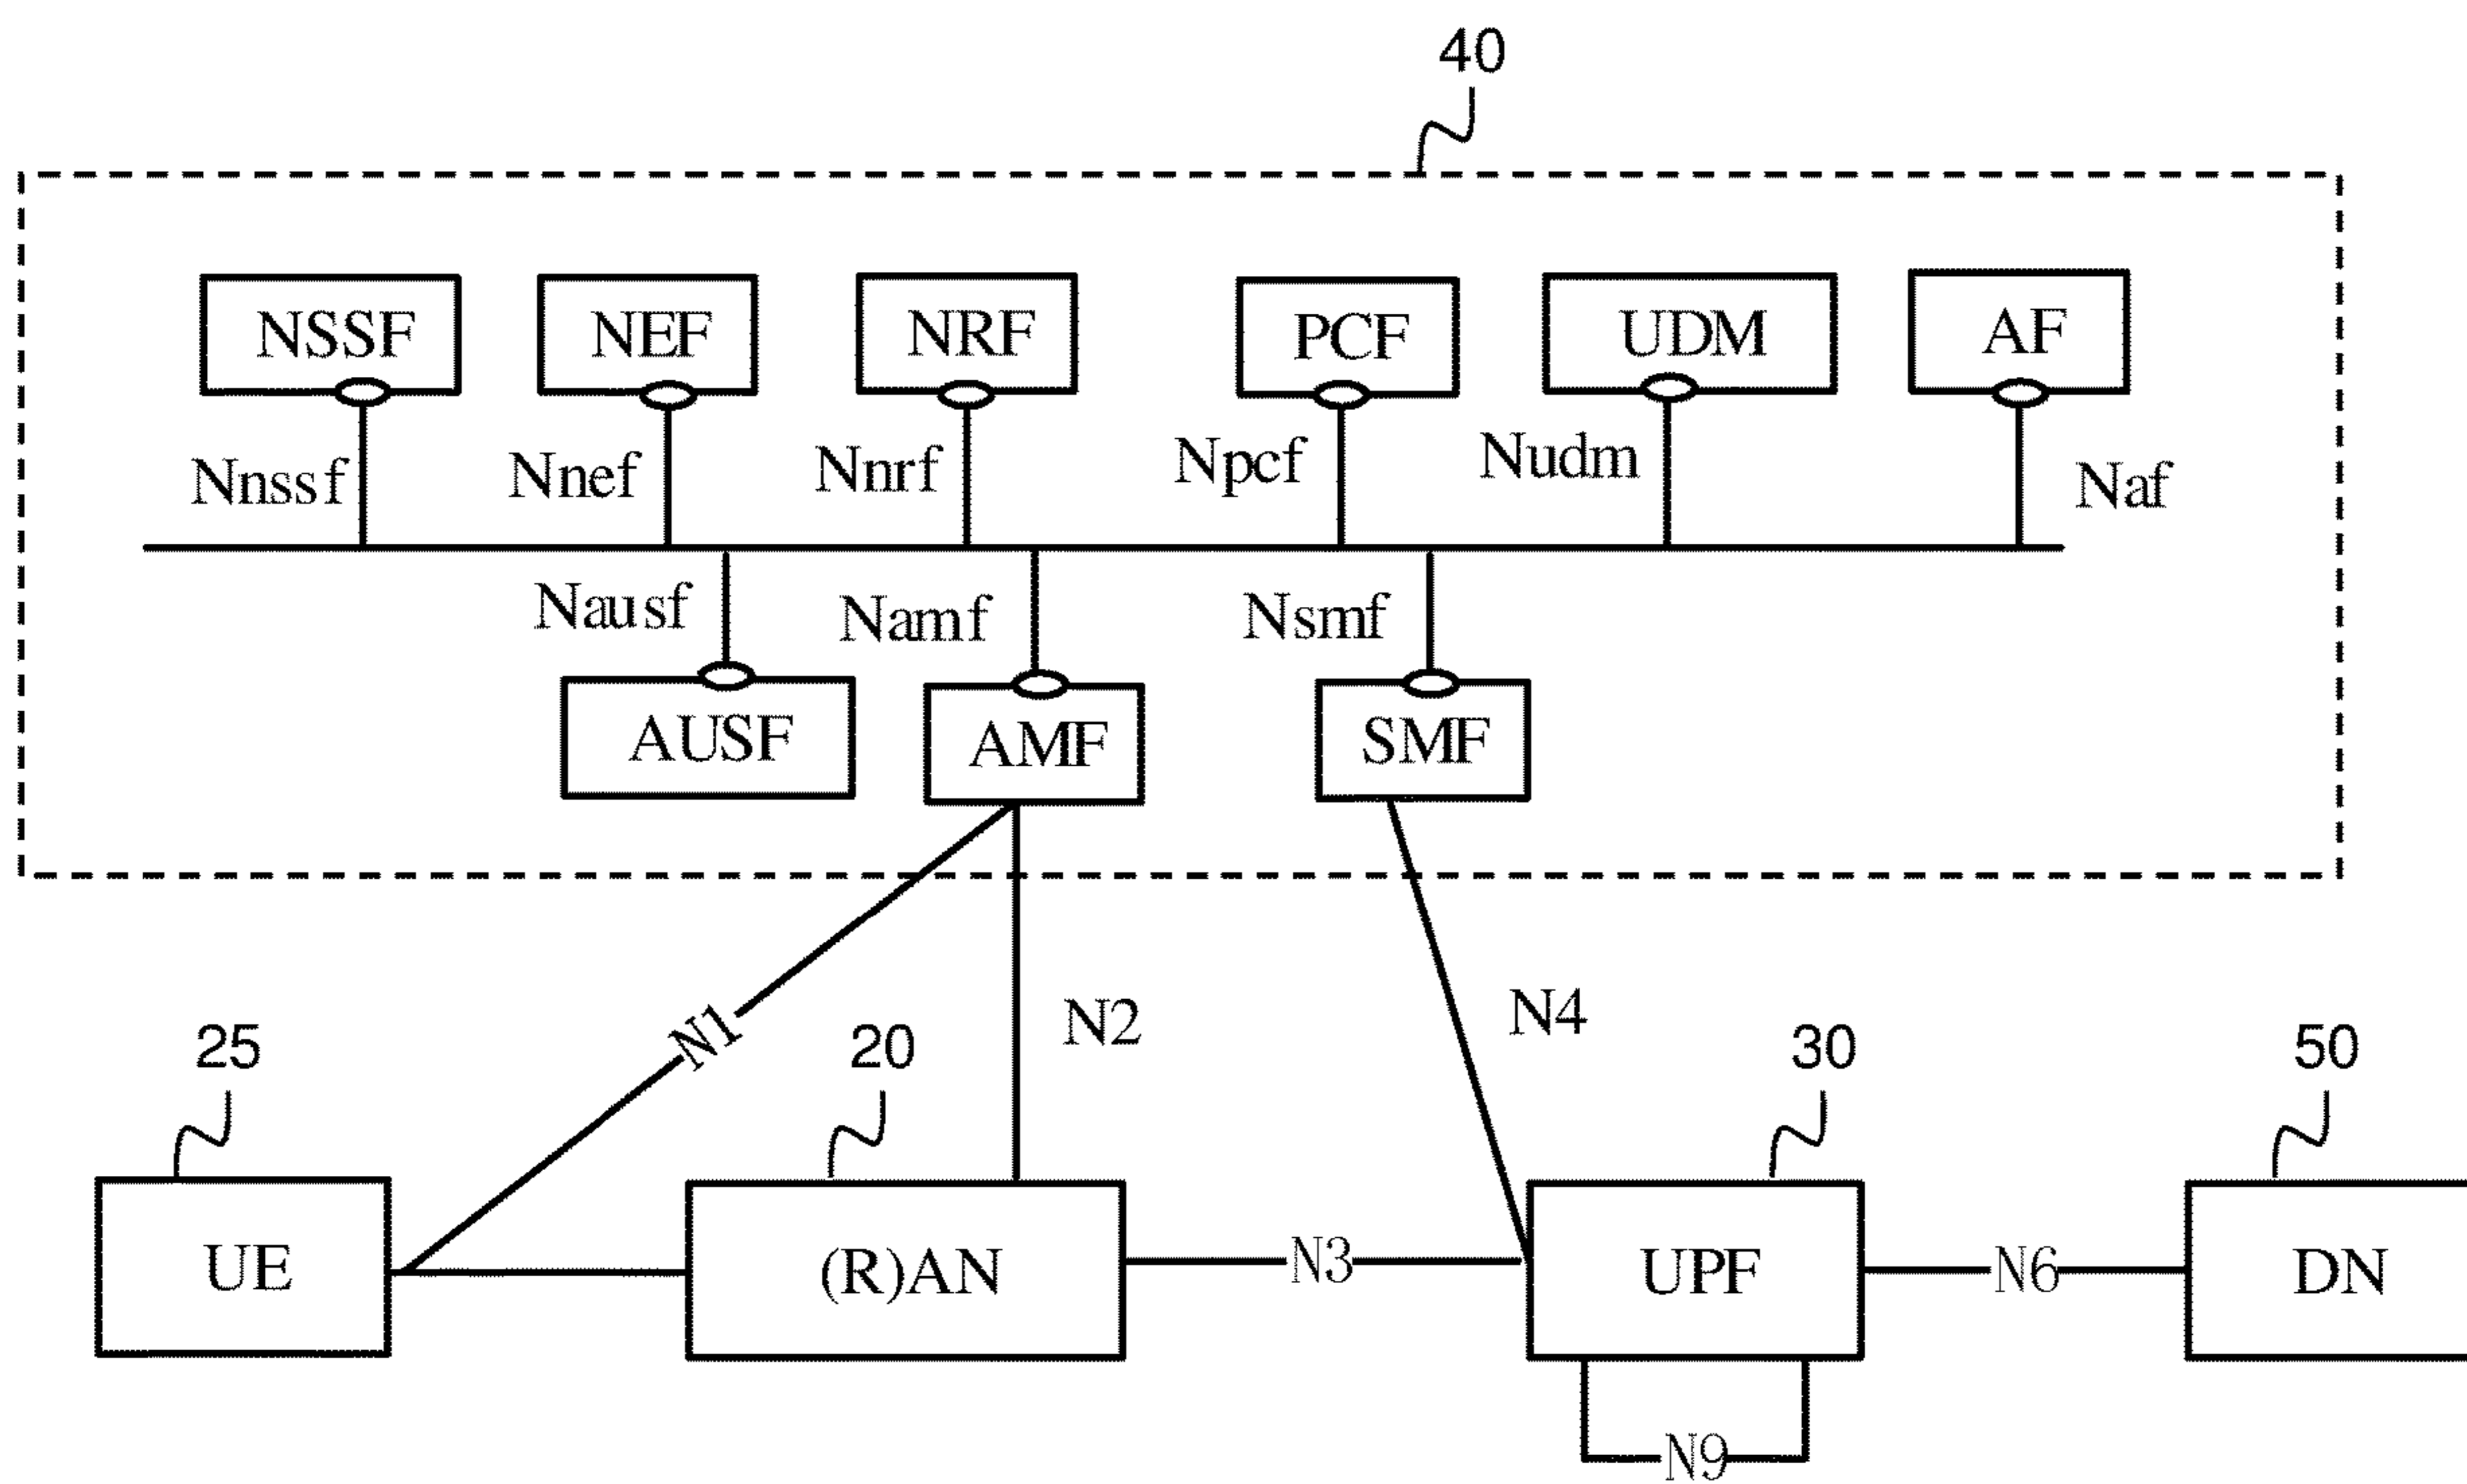 40
NSSF NEF NRF PCF UDM AF
Nnssf Nnef Nnrf Npcf Nudm Naf
Nausf Namf Nsmf
AUSF AMF SMF
N1 N2 N4
25 20 30 50
UE (R)AN N3 UPF N6 DN
N9